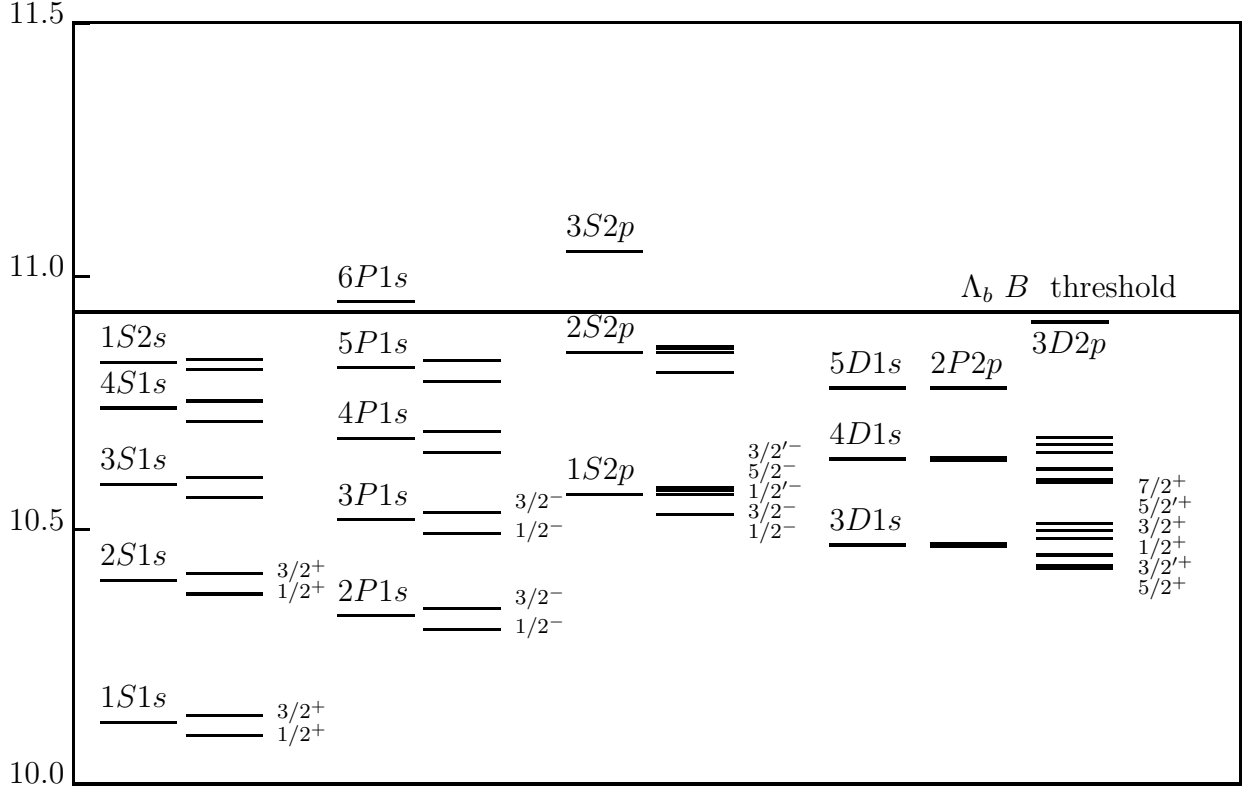 11.5
3S2p
11.0
6P1s
Λ_b B threshold
1S2s
5P1s
2S2p
3D2p
4S1s
5D1s
2P2p
4P1s
3S1s
1S2p
3/2′⁻
5/2⁻
1/2′⁻
3/2⁻
1/2⁻
4D1s
7/2⁺
5/2′⁺
3/2⁺
1/2⁺
3/2′⁺
5/2⁺
3P1s
3/2⁻
1/2⁻
3D1s
10.5
2S1s
3/2⁺
1/2⁺
2P1s
3/2⁻
1/2⁻
1S1s
3/2⁺
1/2⁺
10.0